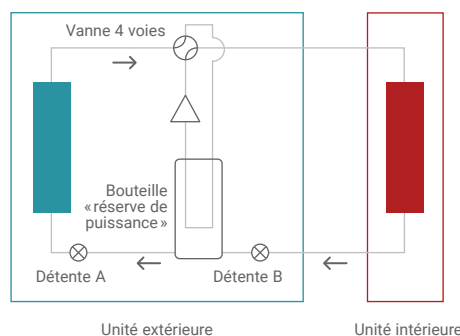 Vanne 4 voies
Bouteille
«réserve de
puissance»
Détente A
Détente B
Unité extérieure
Unité intérieure